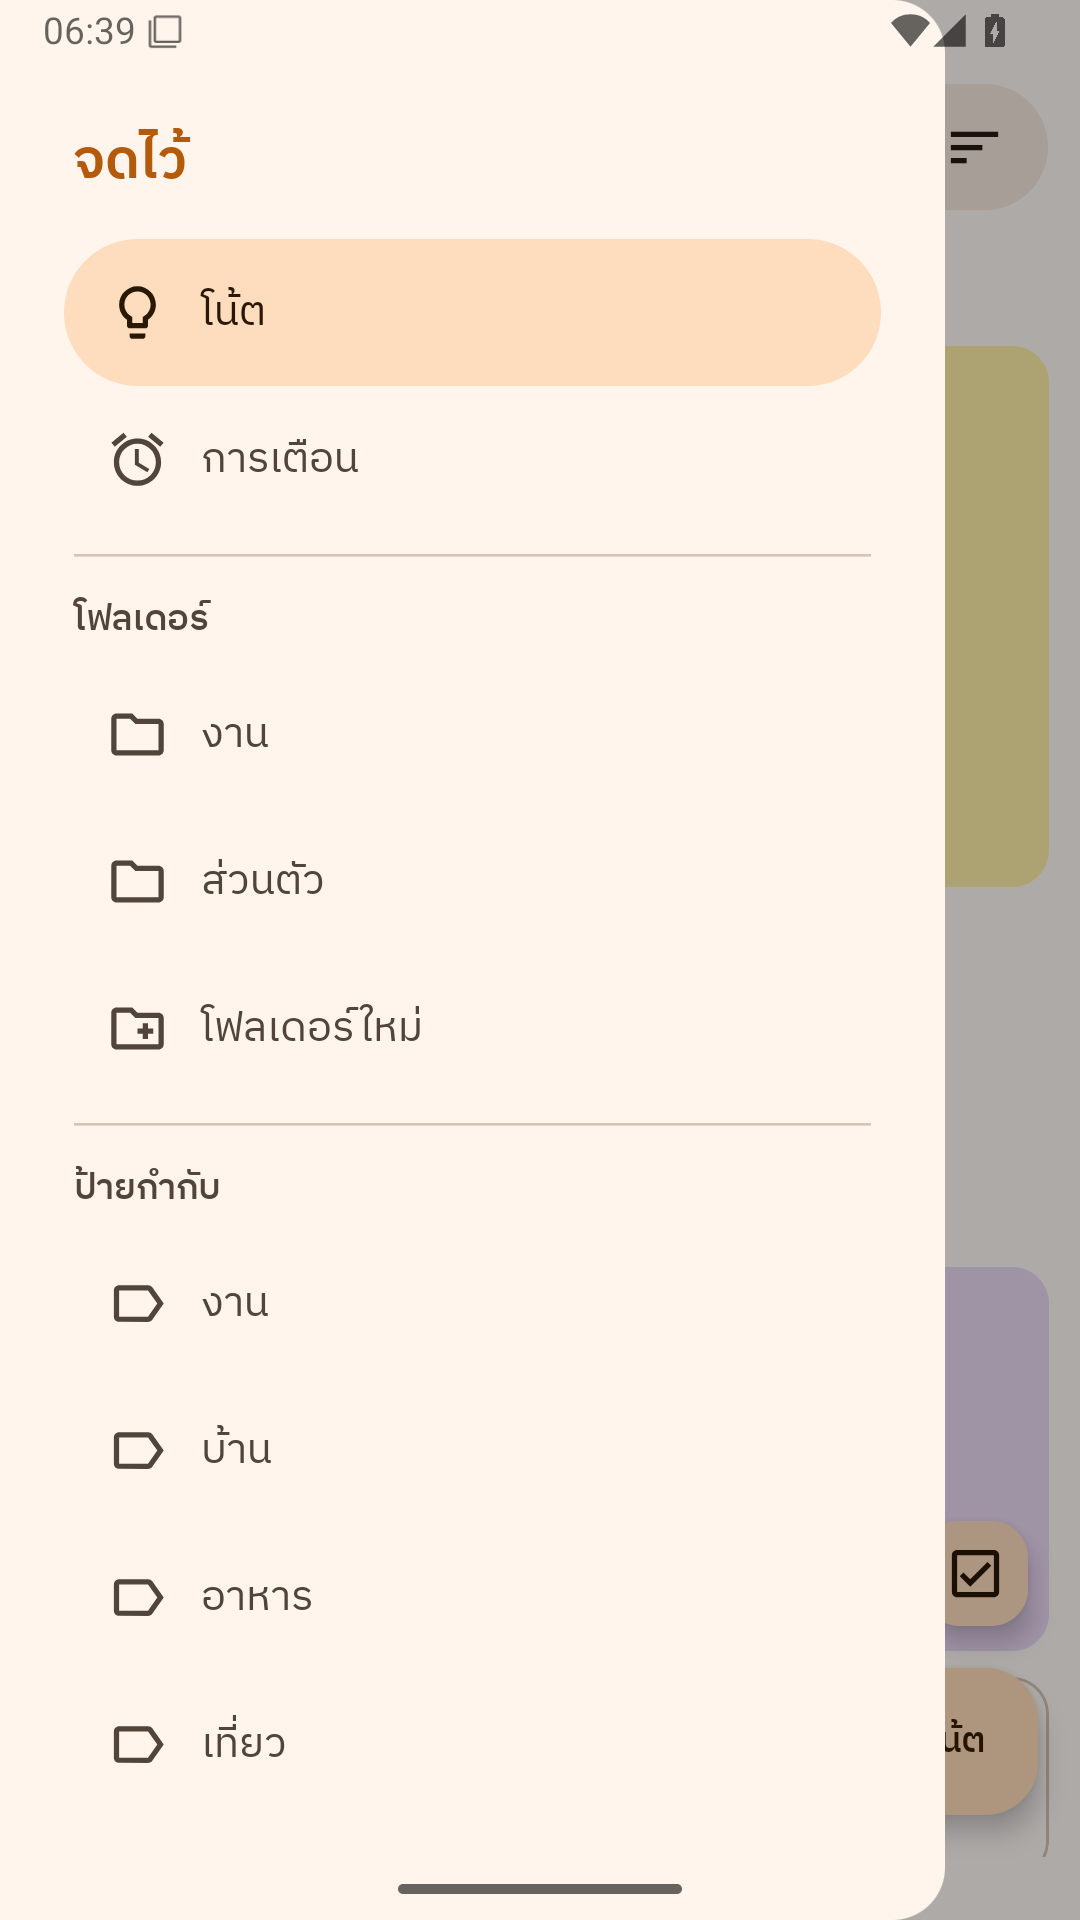 06:39
จดไว้
โน้ต
การเตือน
โฟลเดอร์
งาน
ส่วนตัว
โฟลเดอร์ใหม่
ป้ายกำกับ
งาน
บ้าน
อาหาร
เที่ยว
น้ต